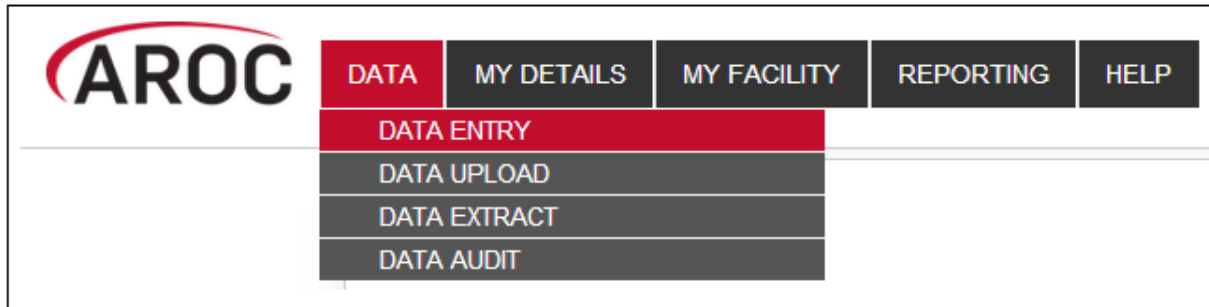 AROC DATA MY DETAILS MY FACILITY REPORTING HELP
DATA ENTRY
DATA UPLOAD
DATA EXTRACT
DATA AUDIT